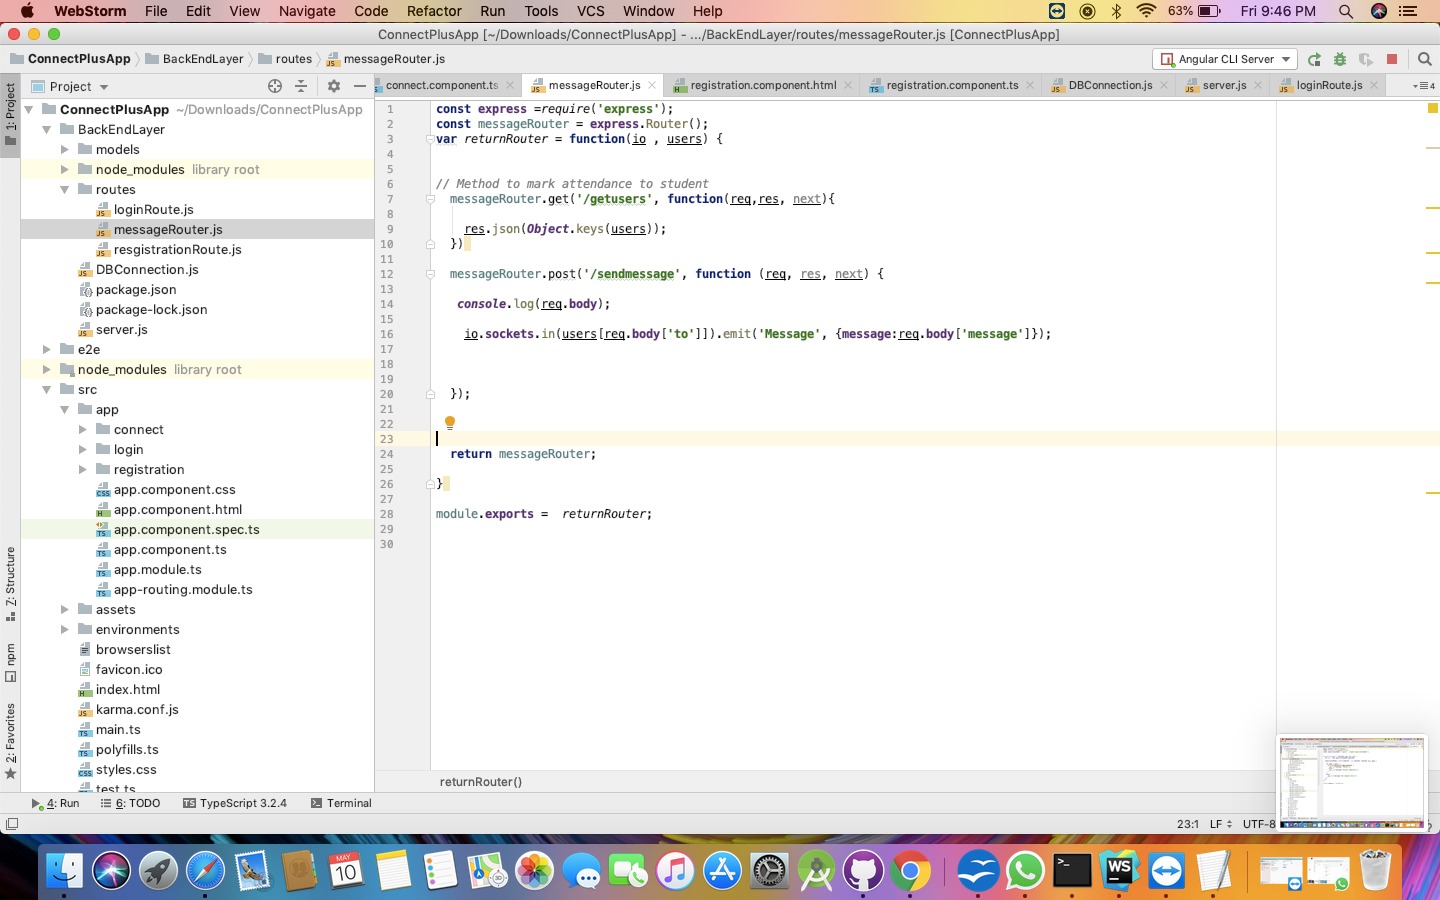 WebStorm File Edit View Navigate Code Refactor Run Tools VCS Window Help 63% Fri 9:46 PM
ConnectPlusApp [~/Downloads/ConnectPlusApp] - .../BackEndLayer/routes/messageRouter.js [ConnectPlusApp]
ConnectPlusApp BackEndLayer routes messageRouter.js Angular CLI Server
Project connect.component.ts messageRouter.js registration.component.html registration.component.ts DBConnection.js server.js loginRoute.js 4
1: Project
Z: Structure
npm
2: Favorites
ConnectPlusApp ~/Downloads/ConnectPlusApp
BackEndLayer
models
node_modules library root
routes
loginRoute.js
messageRouter.js
resgistrationRoute.js
DBConnection.js
package.json
package-lock.json
server.js
e2e
node_modules library root
src
app
connect
login
registration
app.component.css
app.component.html
app.component.spec.ts
app.component.ts
app.module.ts
app-routing.module.ts
assets
environments
browserslist
favicon.ico
index.html
karma.conf.js
main.ts
polyfills.ts
styles.css
test.ts
1 const express =require('express');
2 const messageRouter = express.Router();
3 var returnRouter = function(io , users) {
4
5
6 // Method to mark attendance to student
7 messageRouter.get('/getusers', function(req,res, next){
8
9 res.json(Object.keys(users));
10 })
11
12 messageRouter.post('/sendmessage', function (req, res, next) {
13
14 console.log(req.body);
15
16 io.sockets.in(users[req.body['to']]).emit('Message', {message:req.body['message']});
17
18
19
20 });
21
22
23
24 return messageRouter;
25
26 }
27
28 module.exports = returnRouter;
29
30
returnRouter()
4: Run 6: TODO TypeScript 3.2.4 Terminal
23:1 LF UTF-8
MAY
10
WS